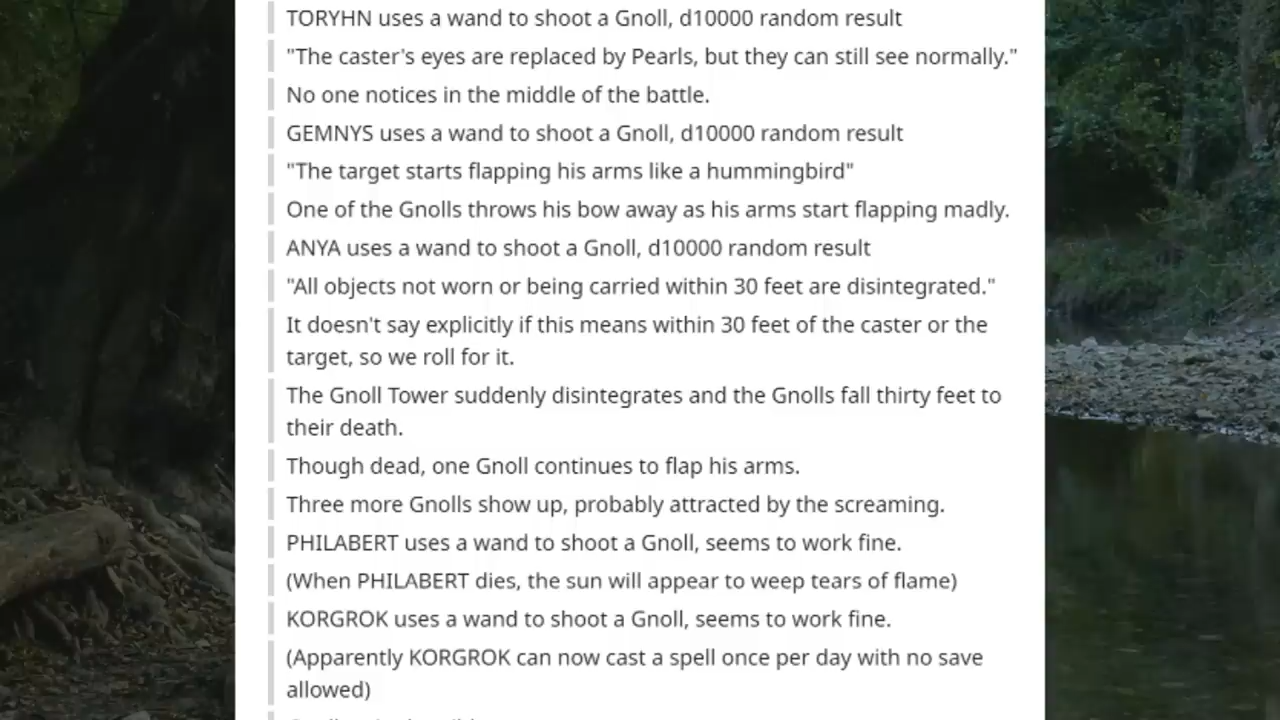 TORYHN uses a wand to shoot a Gnoll, d10000 random result
"The caster's eyes are replaced by Pearls, but they can still see normally."
No one notices in the middle of the battle.
GEMNYS uses a wand to shoot a Gnoll, d10000 random result
"The target starts flapping his arms like a hummingbird"
One of the Gnolls throws his bow away as his arms start flapping madly.
ANYA uses a wand to shoot a Gnoll, d10000 random result
"All objects not worn or being carried within 30 feet are disintegrated."
It doesn't say explicitly if this means within 30 feet of the caster or the
target, so we roll for it.
The Gnoll Tower suddenly disintegrates and the Gnolls fall thirty feet to
their death.
Though dead, one Gnoll continues to flap his arms.
Three more Gnolls show up, probably attracted by the screaming.
PHILABERT uses a wand to shoot a Gnoll, seems to work fine.
(When PHILABERT dies, the sun will appear to weep tears of flame)
KORGROK uses a wand to shoot a Gnoll, seems to work fine.
(Apparently KORGROK can now cast a spell once per day with no save
allowed)